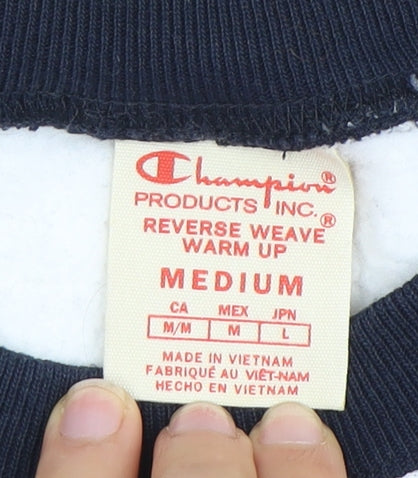 Champion®
PRODUCTS INC.®
REVERSE WEAVE
WARM UP
MEDIUM
CA MEX JPN
M/M M L
MADE IN VIETNAM
FABRIQUÉ AU VIÊT-NAM
HECHO EN VIETNAM